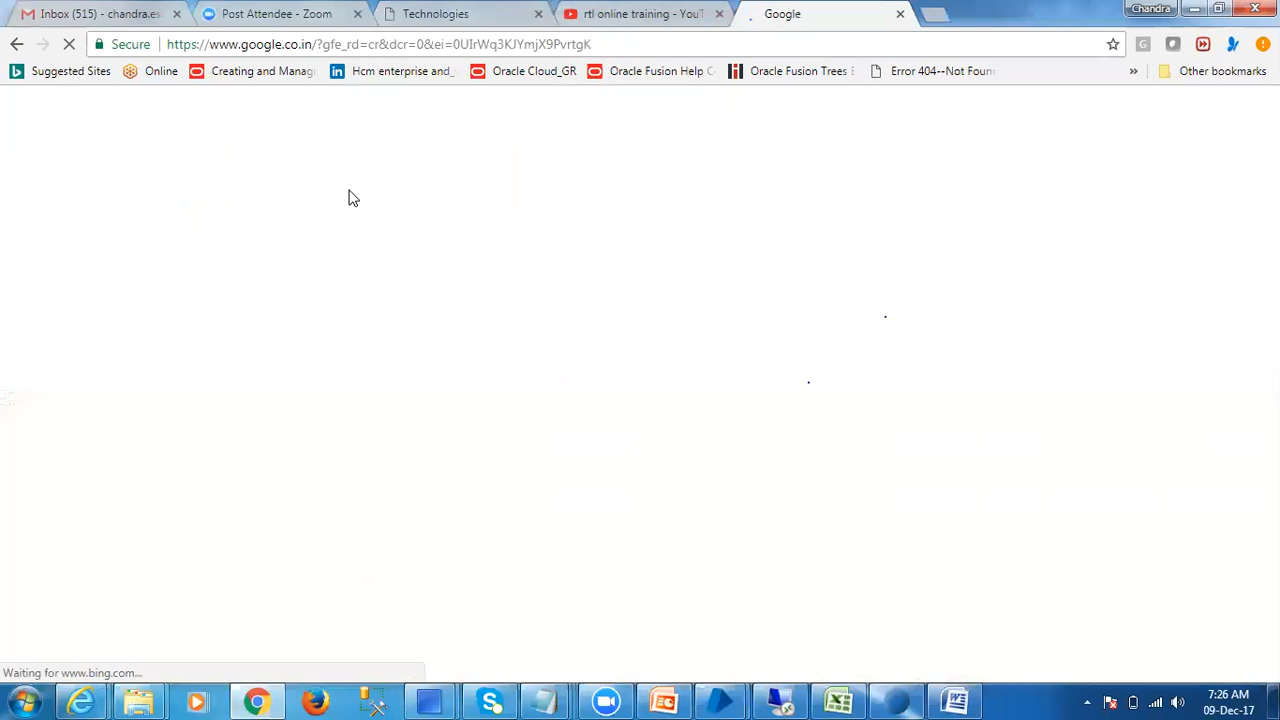 Inbox (515) - chandra.es
Post Attendee - Zoom
Technologies
rtl online training - YouT
Google
Chandra
Secure
https://www.google.co.in/?gfe_rd=cr&dcr=0&ei=0UIrWq3KJYmjX9PvrtgK
Suggested Sites
Online
Creating and Manag
Hcm enterprise and
Oracle Cloud_GR
Oracle Fusion Help C
Oracle Fusion Trees
Error 404--Not Foun
»
Other bookmarks
Waiting for www.bing.com...
7:26 AM
09-Dec-17